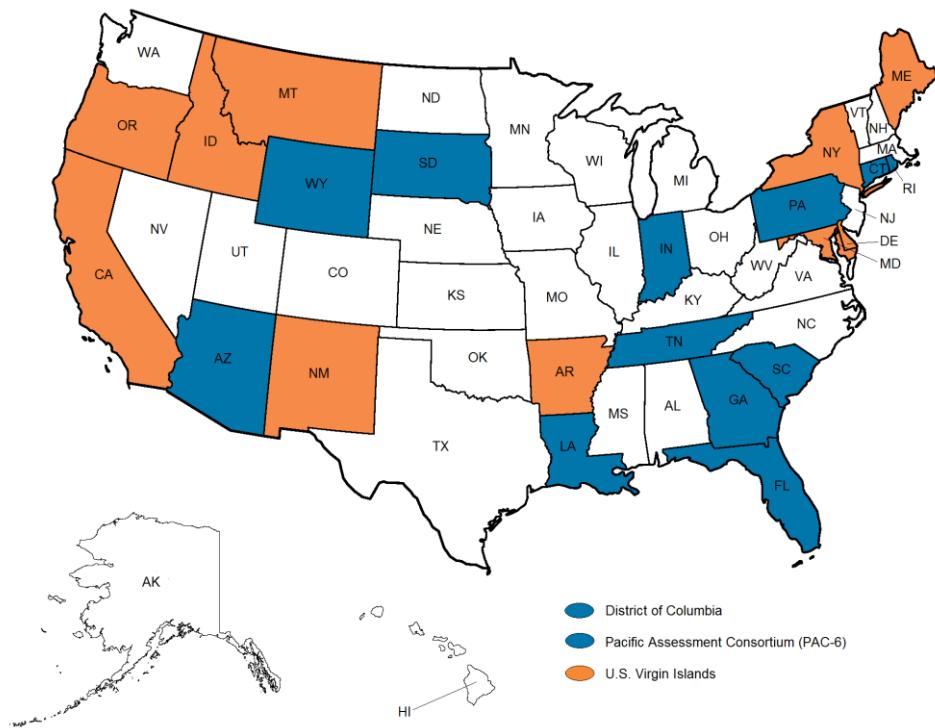 WA
MT
ND
OR
ID
MN
ME
VT
NH
WI
SD
NY
MA
WY
MI
CT
RI
IA
PA
NJ
NE
NV
OH
DE
UT
IL
IN
MD
CO
WV
VA
CA
KS
MO
KY
NC
TN
AZ
OK
NM
AR
SC
MS
AL
GA
TX
LA
FL
AK
HI
District of Columbia
Pacific Assessment Consortium (PAC-6)
U.S. Virgin Islands